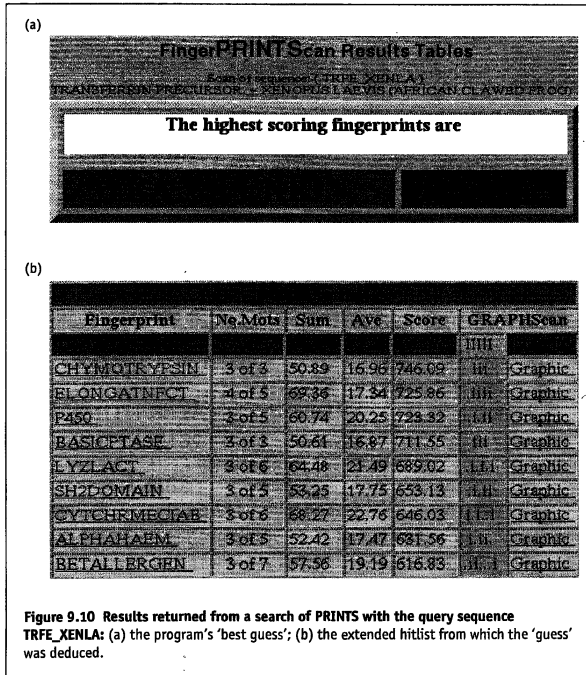 (a)
FingerPRINTScan Results Tables
Scan of sequence: (TRFE_XENLA)
TRANSFERRIN PRECURSOR - XENOPUS LAEVIS (AFRICAN CLAWED FROG)
The highest scoring fingerprints are
(b)
Fingerprint No.Mots Sum Ave Score GRAPHScan
CHYMOTRYPSIN 3 of 3 50.89 16.96 746.09 iii Graphic
ELONGATNFCT 4 of 5 69.36 17.34 725.86 Graphic
P450 3 of 5 60.74 20.25 723.32 Graphic
BASICPTASE 3 of 3 50.61 16.87 711.55 iii Graphic
LYZLACT 3 of 6 64.48 21.49 689.02 Graphic
SH2DOMAIN 3 of 5 53.25 17.75 653.13 Graphic
CYTCHRMECIAB 3 of 6 68.27 22.76 646.03 Graphic
ALPHAHAEM 3 of 5 52.42 17.47 631.56 Graphic
BETALLERGEN 3 of 7 57.56 19.19 616.83 Graphic
Figure 9.10 Results returned from a search of PRINTS with the query sequence
TRFE_XENLA: (a) the program's 'best guess'; (b) the extended hitlist from which the 'guess'
was deduced.